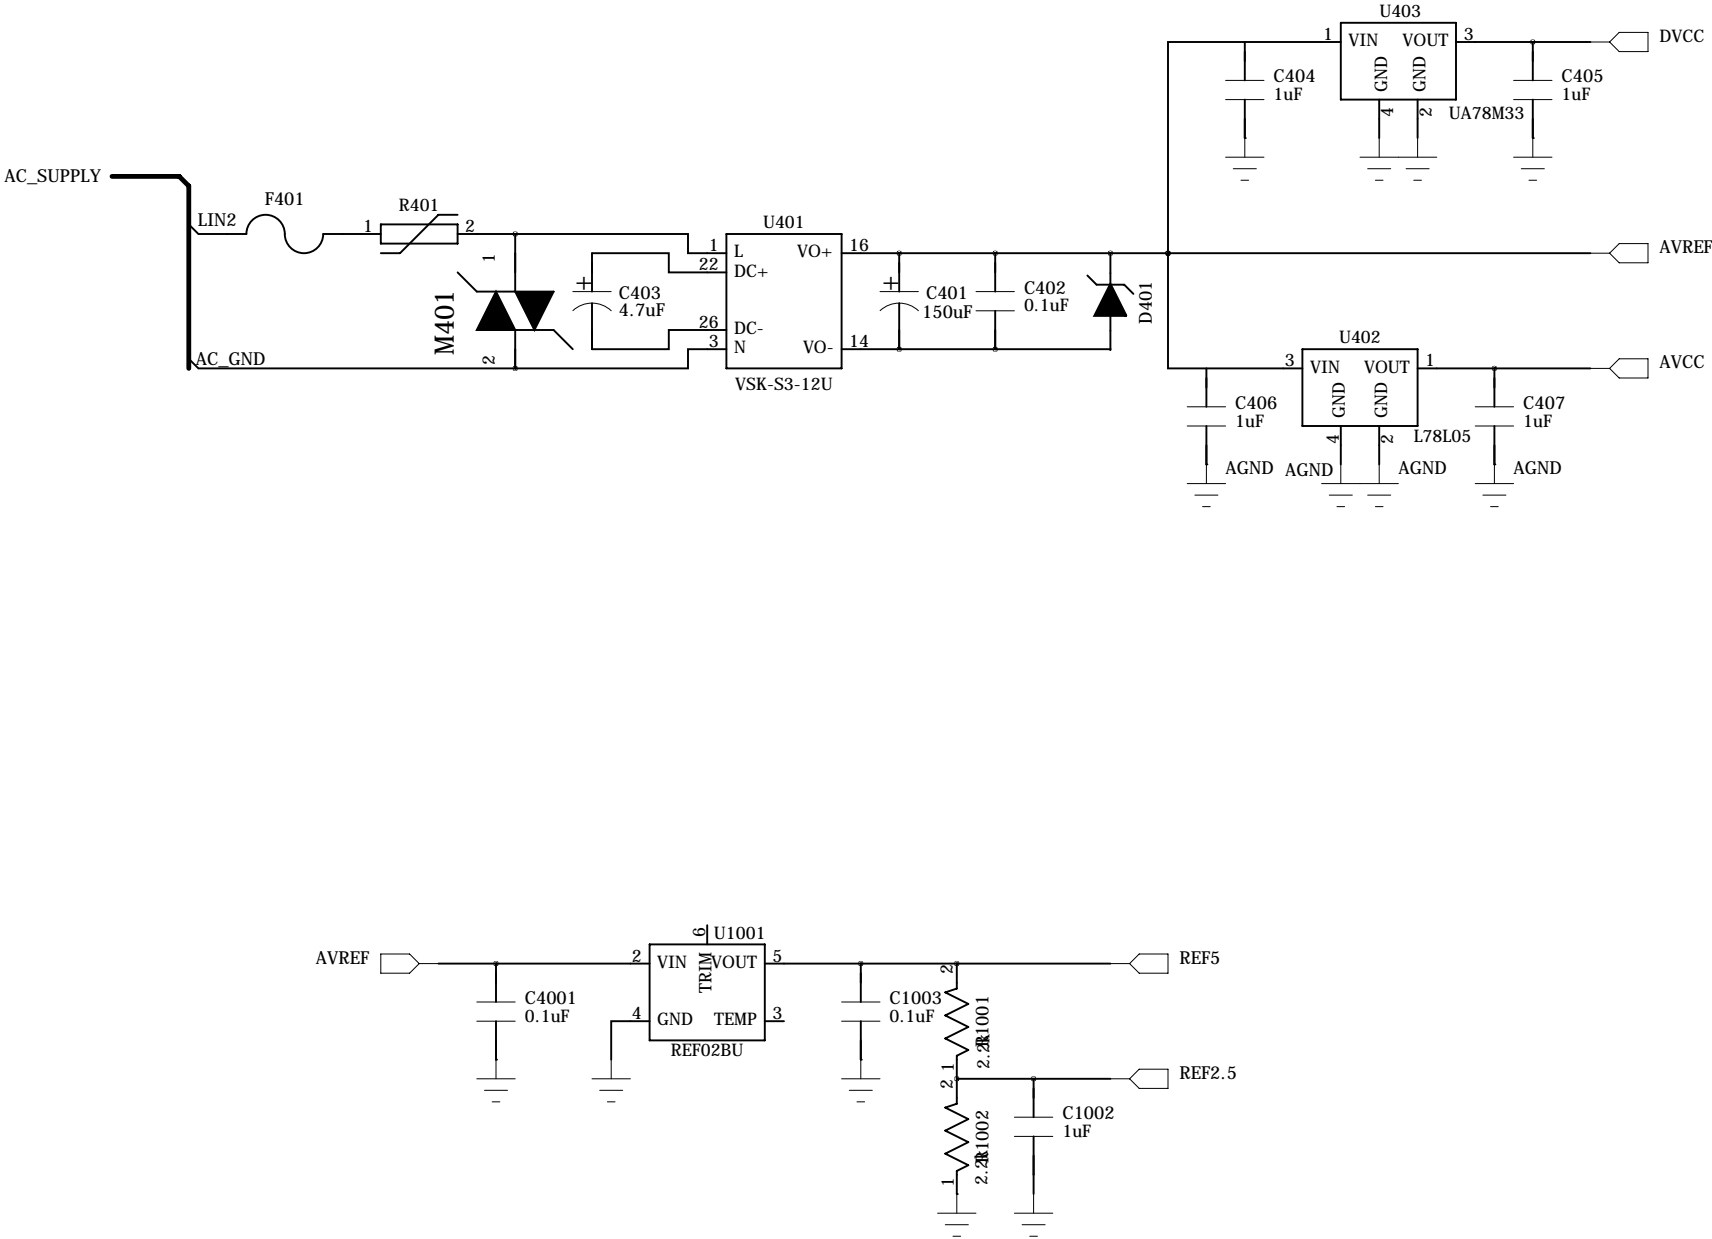 U403
1 VIN VOUT 3 DVCC
GND GND
C404
1uF
C405
1uF
4 2
UA78M33
AC_SUPPLY
F401
R401
LIN2
1 2
U401
1 L VO+ 16
22 DC+
AVREF
1
M401
2
+
C403
4.7uF
26 DC-
3 N VO- 14
VSK-S3-12U
+
C401
150uF
C402
0.1uF
D401
AC_GND
U402
3 VIN VOUT 1 AVCC
GND GND
C406
1uF
C407
1uF
4 2
L78L05
AGND AGND AGND AGND
6 U1001
AVREF
2 VIN TRIM VOUT 5
REF5
C4001
0.1uF
4 GND TEMP 3
REF02BU
C1003
0.1uF
2
R1001
2.2k
1
REF2.5
2
R1002
2.2k
1
C1002
1uF